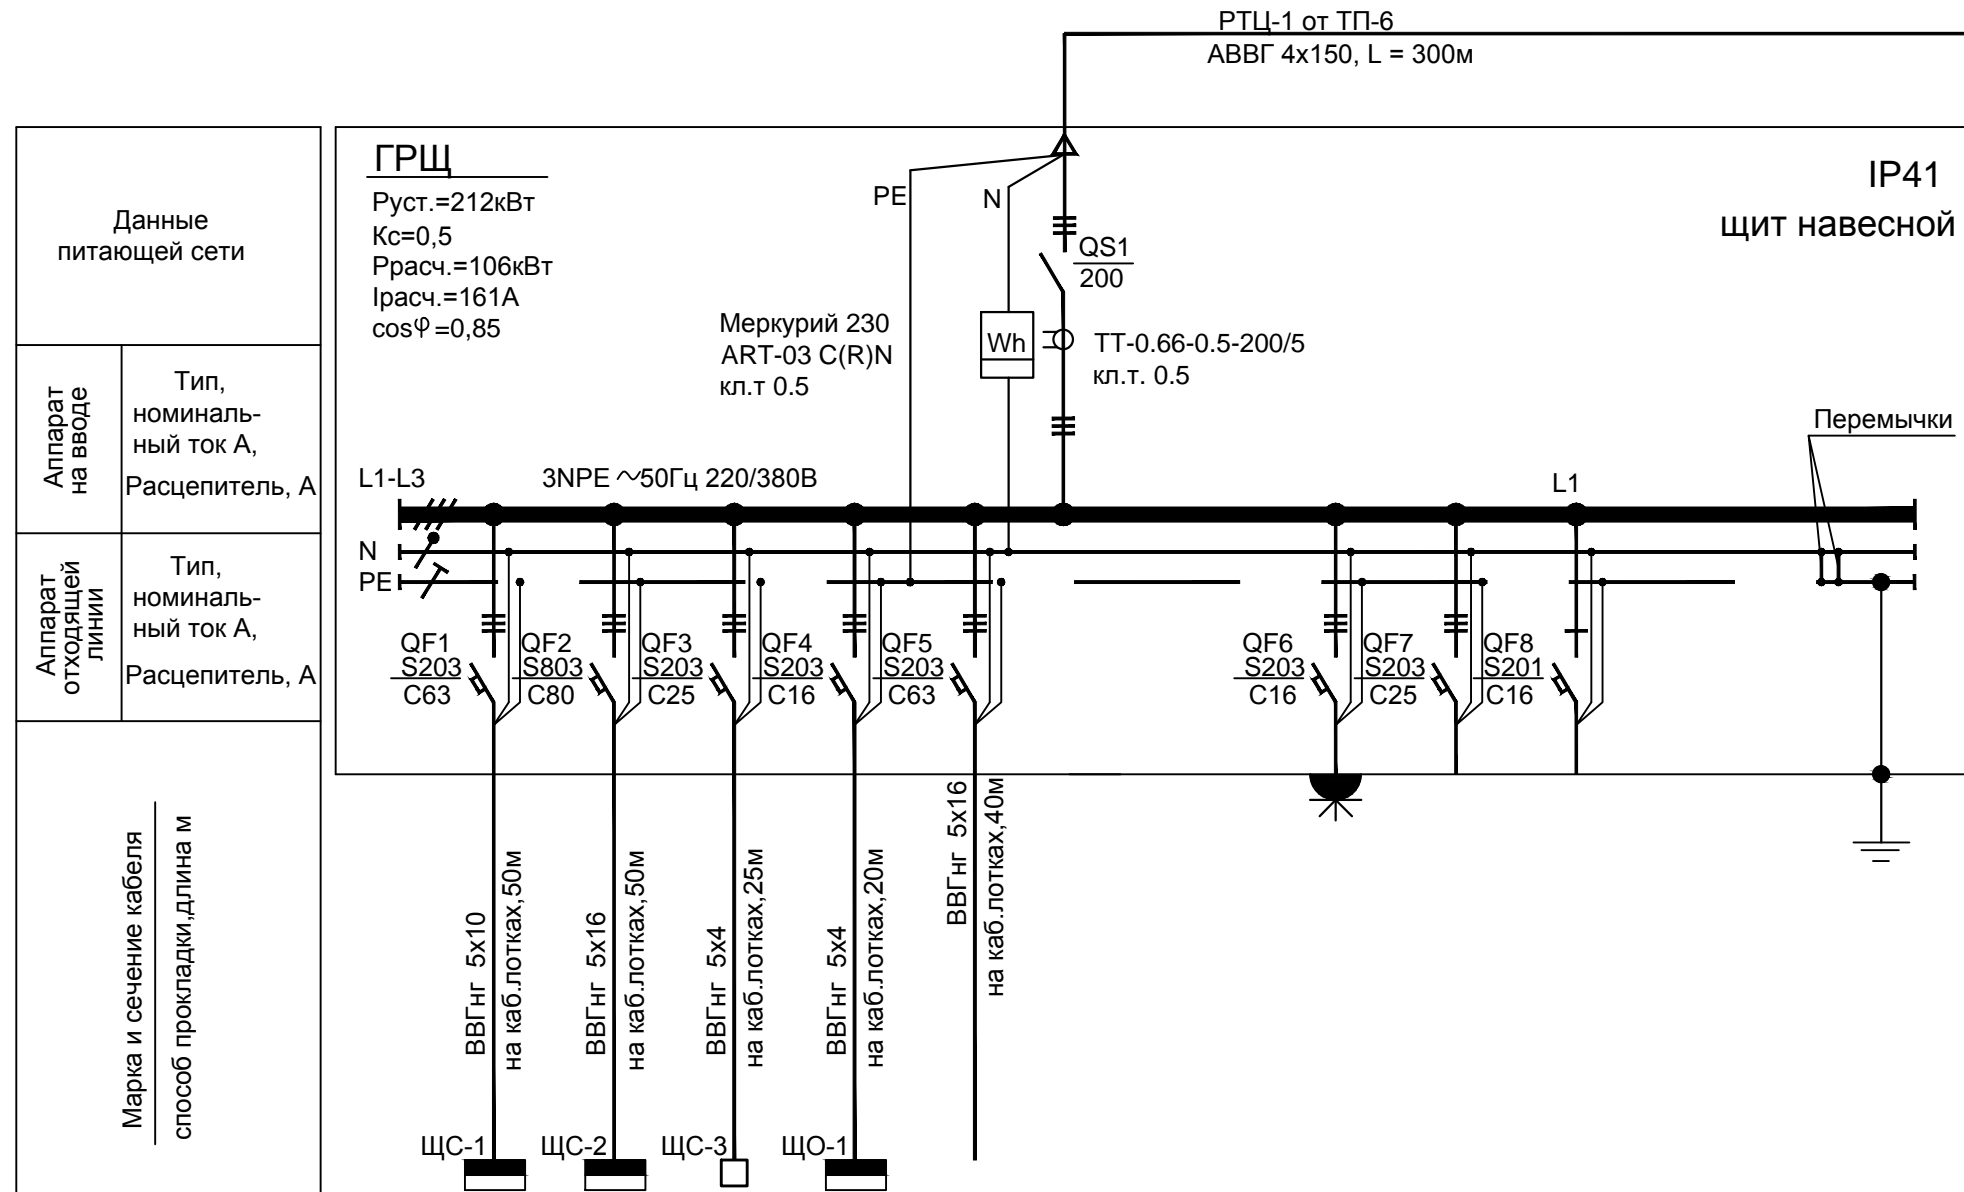 РТЦ-1 от ТП-6
АВВГ 4х150, L = 300м
Данные
питающей сети
Аппарат
на вводе
Тип,
номиналь-
ный ток А,
Расцепитель, А
Аппарат
отходящей
линии
Тип,
номиналь-
ный ток А,
Расцепитель, А
Марка и сечение кабеля
способ прокладки,длина м
ГРЩ
Руст.=212кВт
Кс=0,5
Ррасч.=106кВт
Iрасч.=161А
cosφ=0,85
PE
N
QS1
200
IP41
щит навесной
Меркурий 230
ART-03 C(R)N
кл.т 0.5
Wh
ТТ-0.66-0.5-200/5
кл.т. 0.5
Перемычки
L1-L3
3NPE ~50Гц 220/380В
L1
N
PE
QF1
S203
C63
QF2
S803
C80
QF3
S203
C25
QF4
S203
C16
QF5
S203
C63
QF6
S203
C16
QF7
S203
C25
QF8
S201
C16
ВВГнг 5х10
на каб.лотках,50м
ВВГнг 5х16
на каб.лотках,50м
ВВГнг 5х4
на каб.лотках,25м
ВВГнг 5х4
на каб.лотках,20м
ВВГнг 5х16
на каб.лотках,40м
ЩС-1
ЩС-2
ЩС-3
ЩО-1